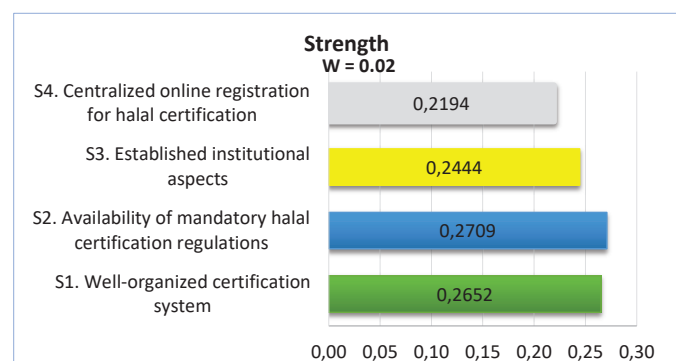 Strength
W = 0.02
S4. Centralized online registration
for halal certification
0,2194
S3. Established institutional
aspects
0,2444
S2. Availability of mandatory halal
certification regulations
0,2709
S1. Well-organized certification
system
0,2652
0,00 0,05 0,10 0,15 0,20 0,25 0,30